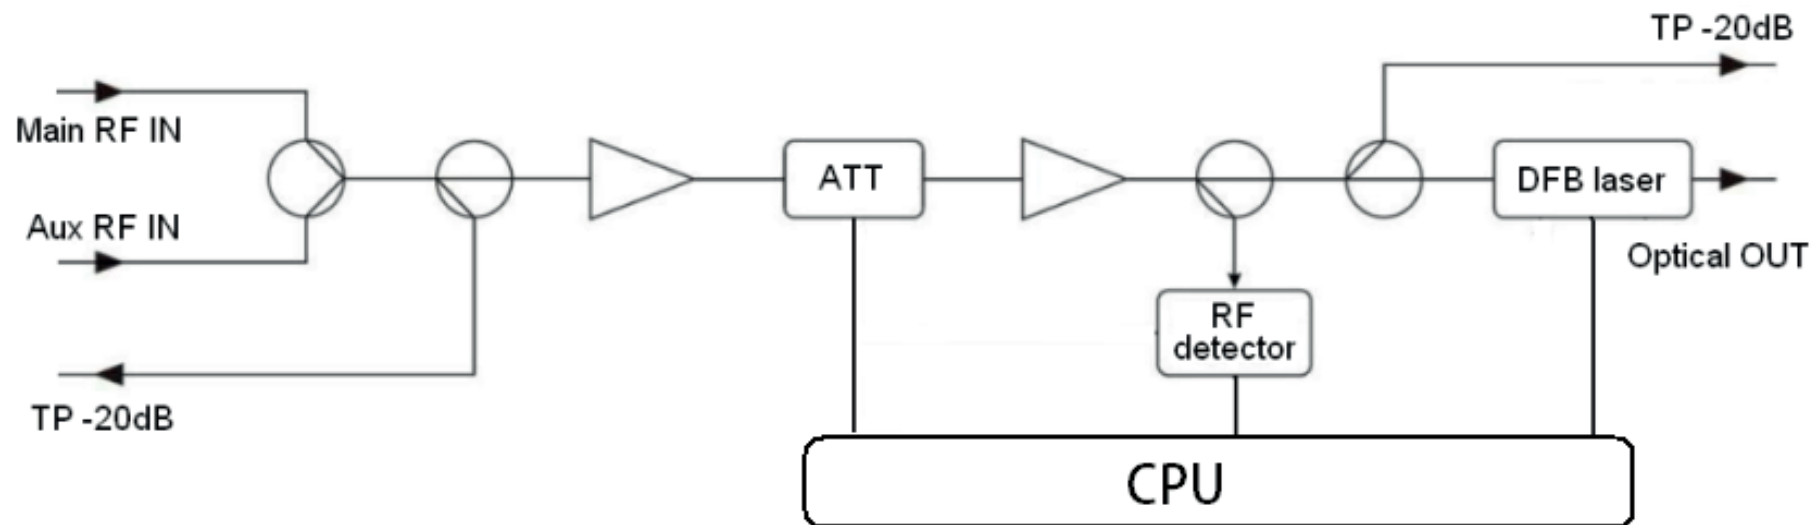 TP -20dB
Main RF IN
ATT
DFB laser
Aux RF IN
Optical OUT
RF
detector
TP -20dB
CPU